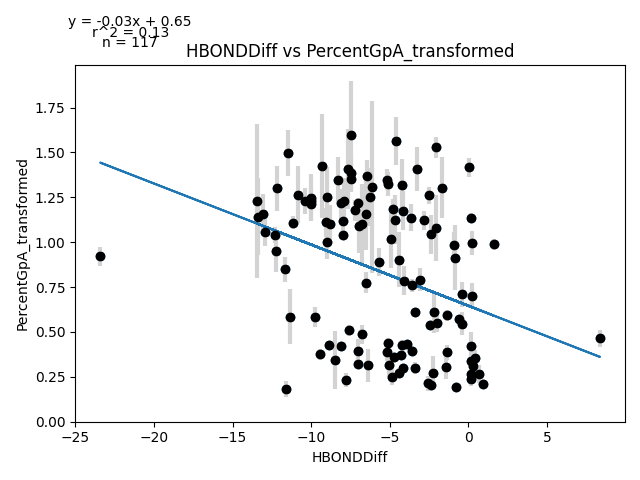 y = -0.03x + 0.65
r^2 = 0.13
n = 117
HBONDDiff vs PercentGpA_transformed
PercentGpA_transformed
1.75
1.50
1.25
1.00
0.75
0.50
0.25
0.00
−25 −20 −15 −10 −5 0 5
HBONDDiff